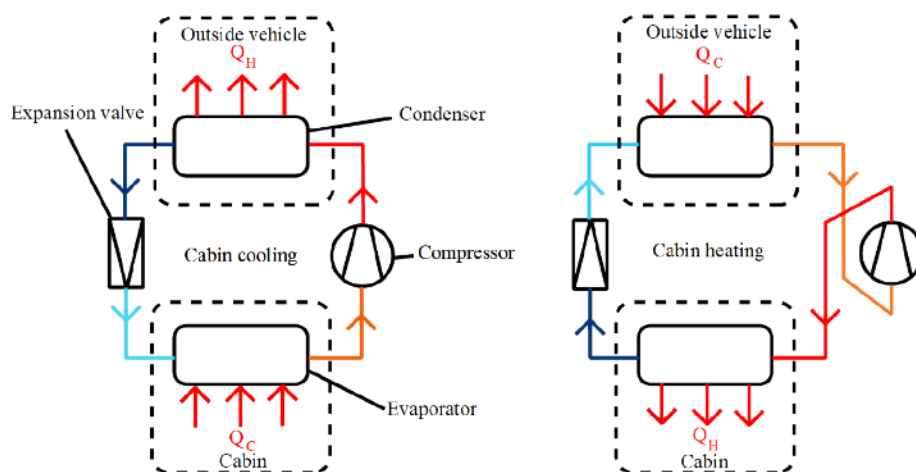 Outside vehicle
Q_H
Expansion valve
Condenser
Cabin cooling
Compressor
Evaporator
Q_C
Cabin
Outside vehicle
Q_C
Cabin heating
Q_H
Cabin